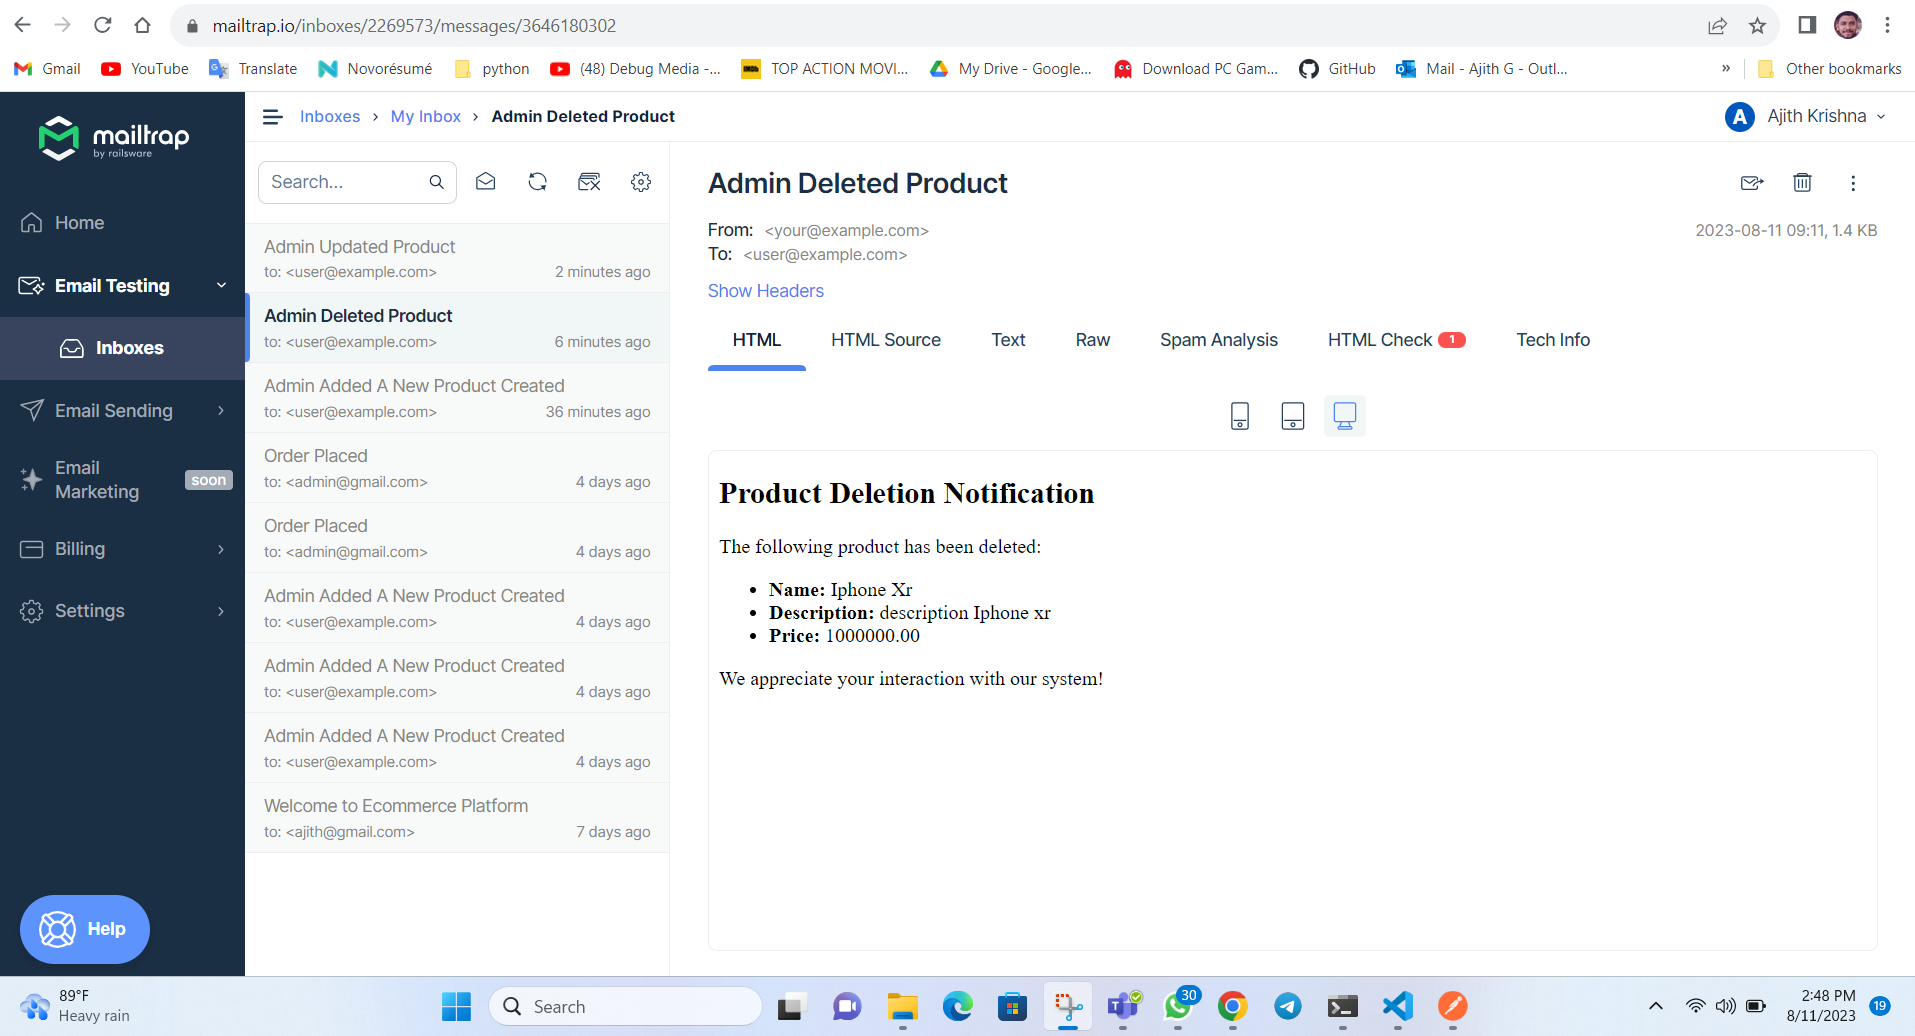 mailtrap.io/inboxes/2269573/messages/3646180302
Gmail
YouTube
Translate
Novorésumé
python
(48) Debug Media -...
TOP ACTION MOVI...
My Drive - Google...
Download PC Gam...
GitHub
Mail - Ajith G - Outl...
»
Other bookmarks
mailtrap
by railsware
Inboxes › My Inbox › Admin Deleted Product
A Ajith Krishna
Home
Email Testing
Inboxes
Email Sending
Email
Marketing
soon
Billing
Settings
Help
Search...
Admin Updated Product
to: <user@example.com> 2 minutes ago
Admin Deleted Product
to: <user@example.com> 6 minutes ago
Admin Added A New Product Created
to: <user@example.com> 36 minutes ago
Order Placed
to: <admin@gmail.com> 4 days ago
Order Placed
to: <admin@gmail.com> 4 days ago
Admin Added A New Product Created
to: <user@example.com> 4 days ago
Admin Added A New Product Created
to: <user@example.com> 4 days ago
Admin Added A New Product Created
to: <user@example.com> 4 days ago
Welcome to Ecommerce Platform
to: <ajith@gmail.com> 7 days ago
Admin Deleted Product
From: <your@example.com>
2023-08-11 09:11, 1.4 KB
To: <user@example.com>
Show Headers
HTML
HTML Source
Text
Raw
Spam Analysis
HTML Check 1
Tech Info
Product Deletion Notification
The following product has been deleted:
• Name: Iphone Xr
• Description: description Iphone xr
• Price: 1000000.00
We appreciate your interaction with our system!
89°F
Heavy rain
Search
30
2:48 PM
8/11/2023
19